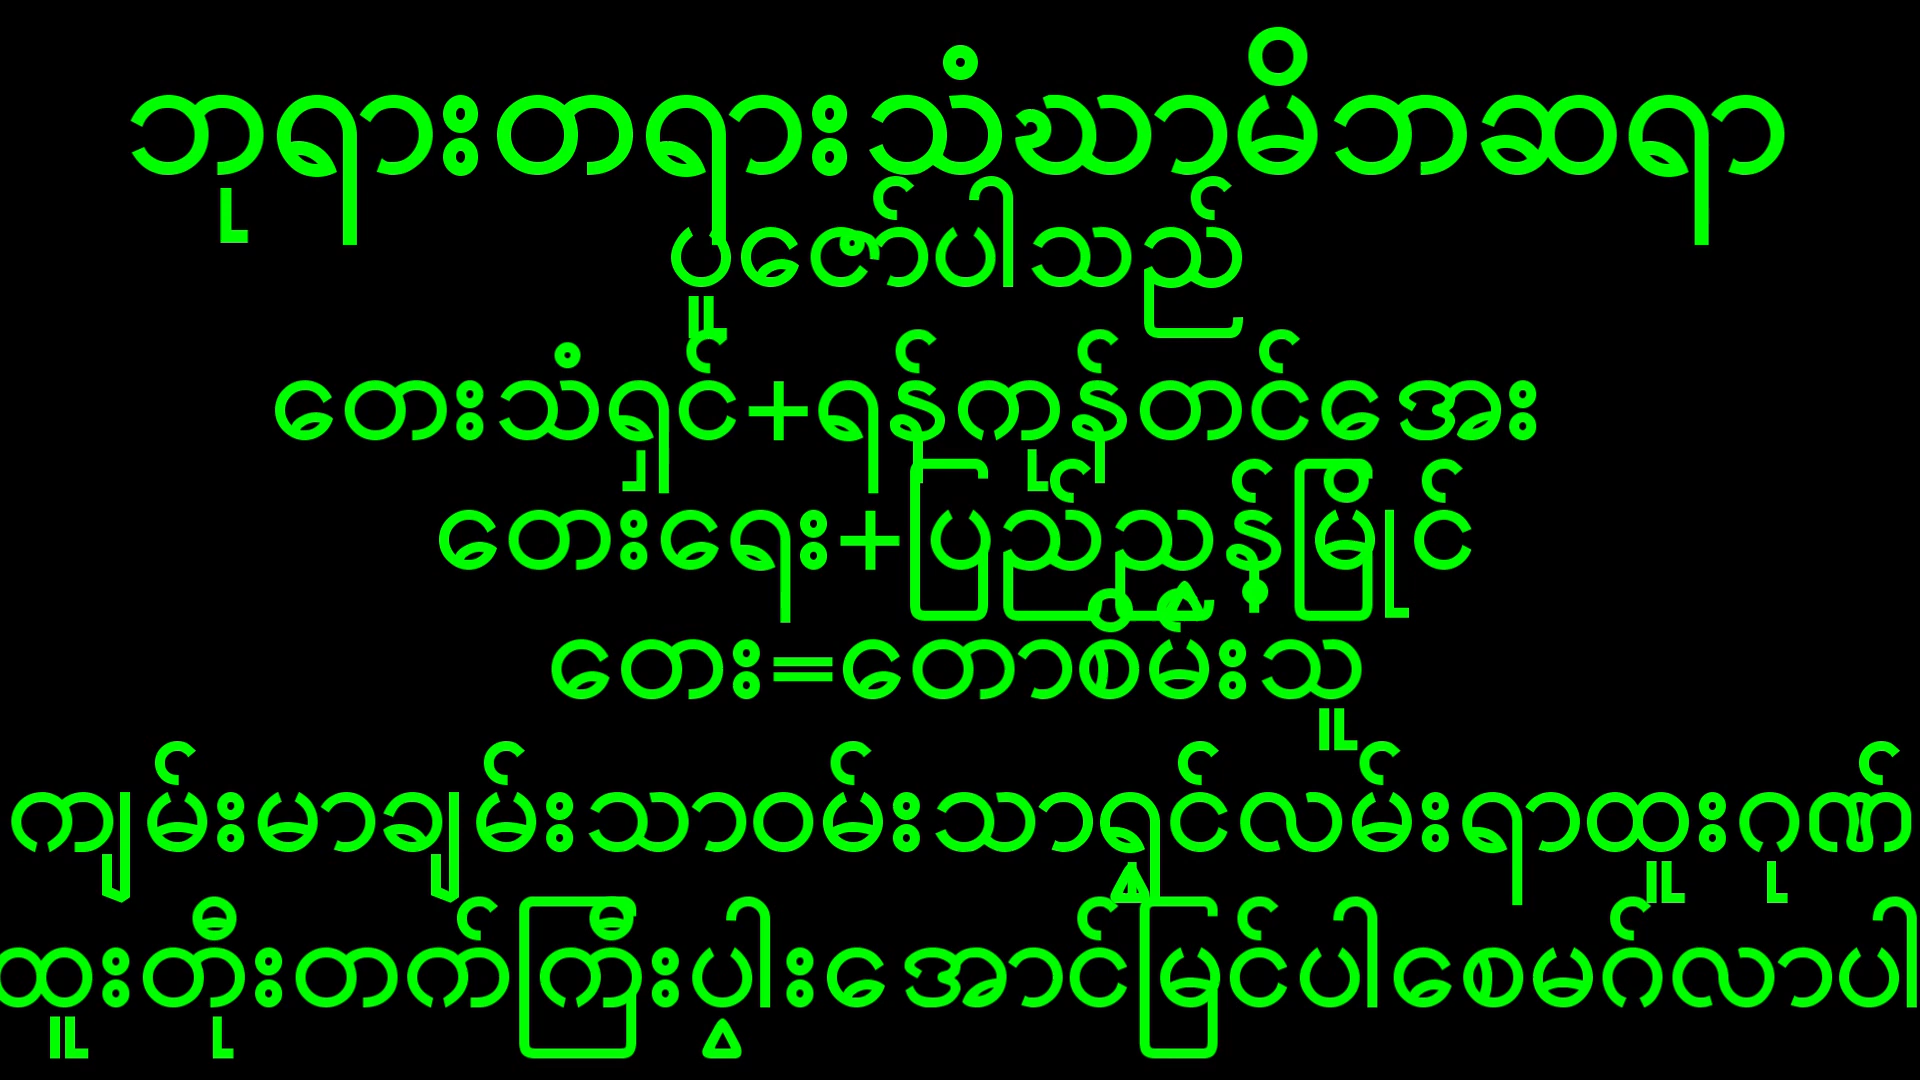 ဘုရားတရားသံဃာမိဘဆရာ
ပူဇော်ပါသည်
တေးသံရှင်+ရန်ကုန်တင်အေး
တေးရေး+ပြည်ညွန့်မြိုင်
တေး=တောစိမ်းသူ
ကျမ်းမာချမ်းသာဝမ်းသာရွှင်လမ်းရာထူးဂုဏ်
ထူးတိုးတက်ကြီးပွါးအောင်မြင်ပါစေမင်္ဂလာပါ